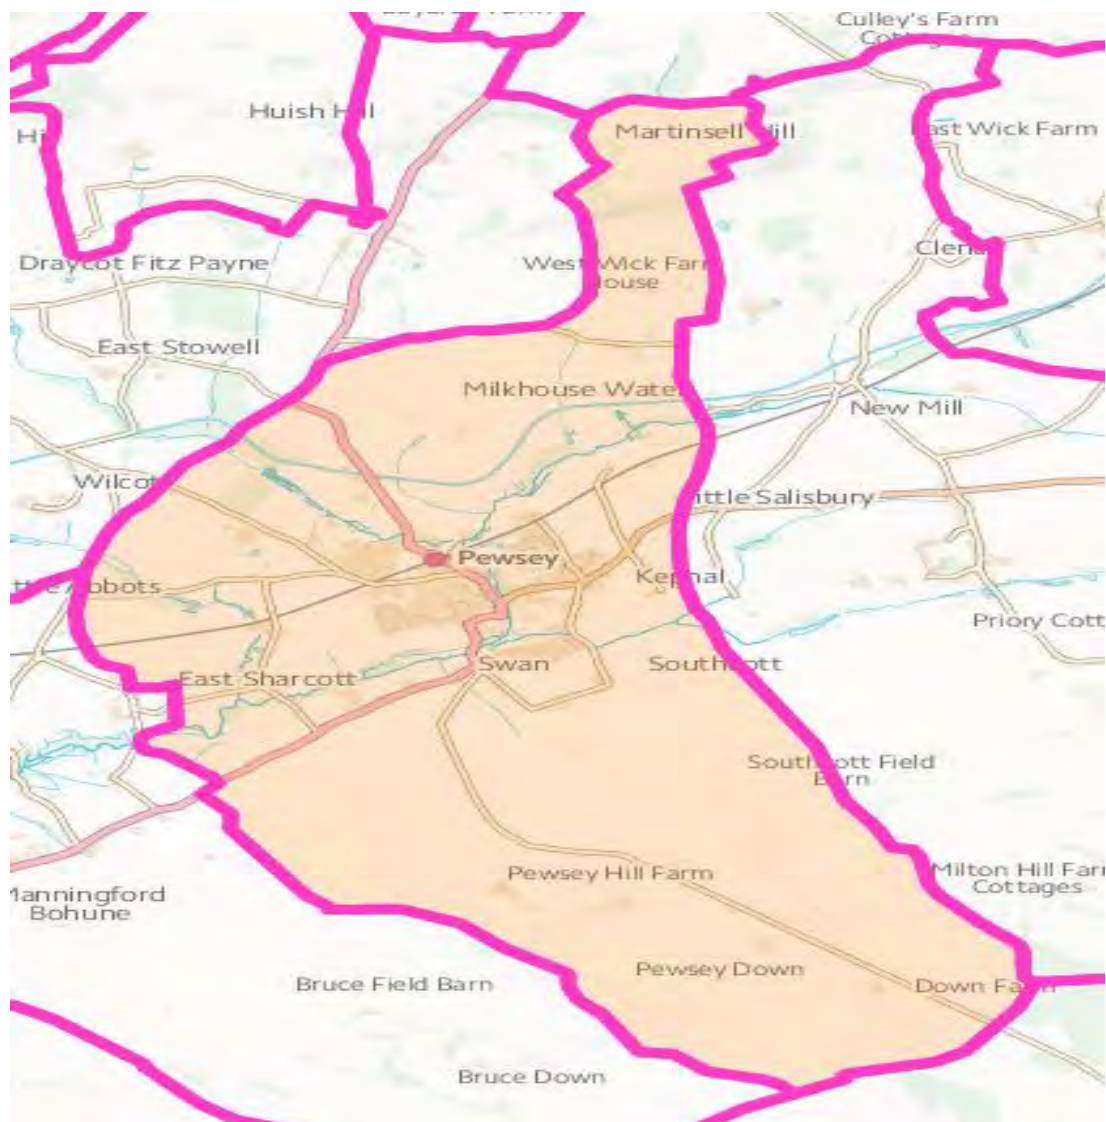 Culley's Farm
Huish Hill
Martinsell Hill
East Wick Farm
Draycot Fitz Payne
West Wick Farm
House
East Stowell
Milkhouse Water
New Mill
Wilcot
Little Salisbury
Pewsey
Abbots
Kepnal
Priory Cott
Swan
Southcott
East Sharcott
Southcott Field
Barn
Pewsey Hill Farm
Milton Hill Farm
Cottages
Manningford
Bohune
Pewsey Down
Bruce Field Barn
Down Farm
Bruce Down